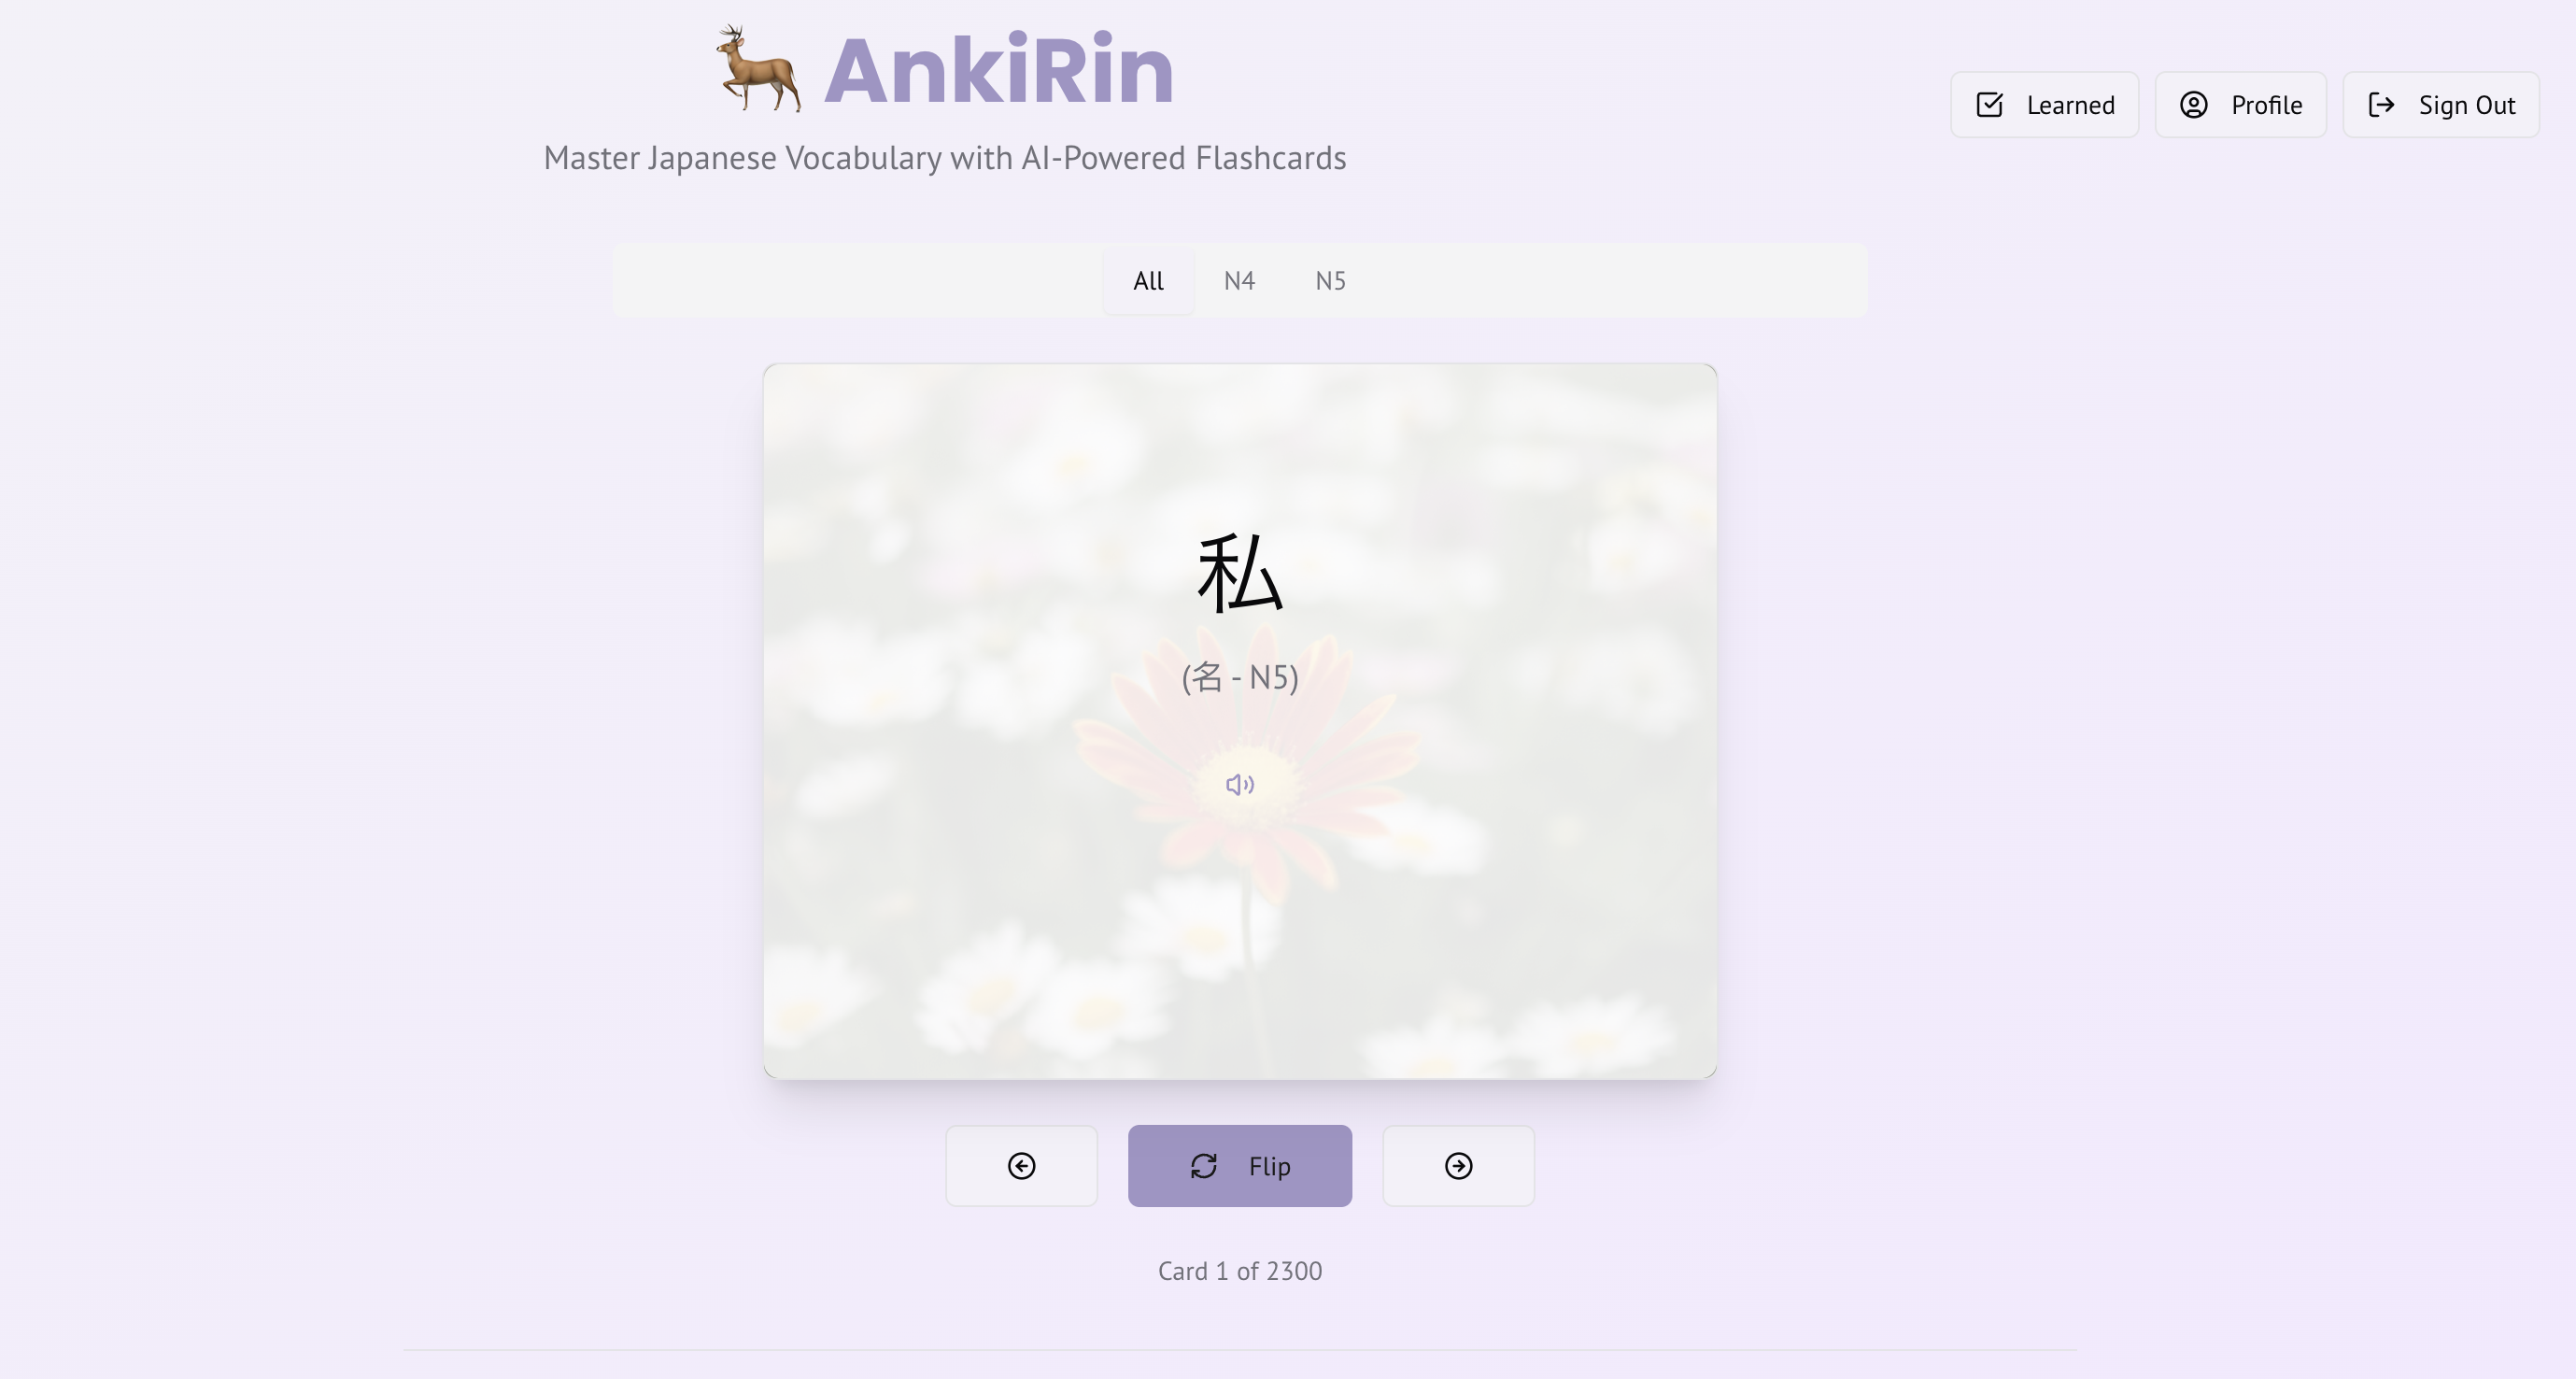 AnkiRin
Master Japanese Vocabulary with AI-Powered Flashcards
Learned Profile Sign Out
All N4 N5
私
(名 - N5)
Flip
Card 1 of 2300